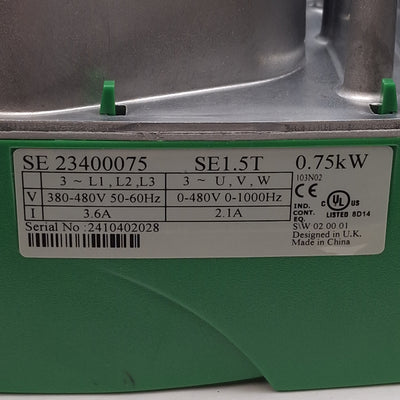 SE 23400075 SE1.5T 0.75kW
3 ~ L1, L2, L3 3 ~ U, V, W
V 380-480V 50-60Hz 0-480V 0-1000Hz
I 3.6A 2.1A
Serial No :2410402028
103N02
CE UL US
IND. CONT. EQ. LISTED 8D14
S\W 02.00.01
Designed in U.K.
Made in China